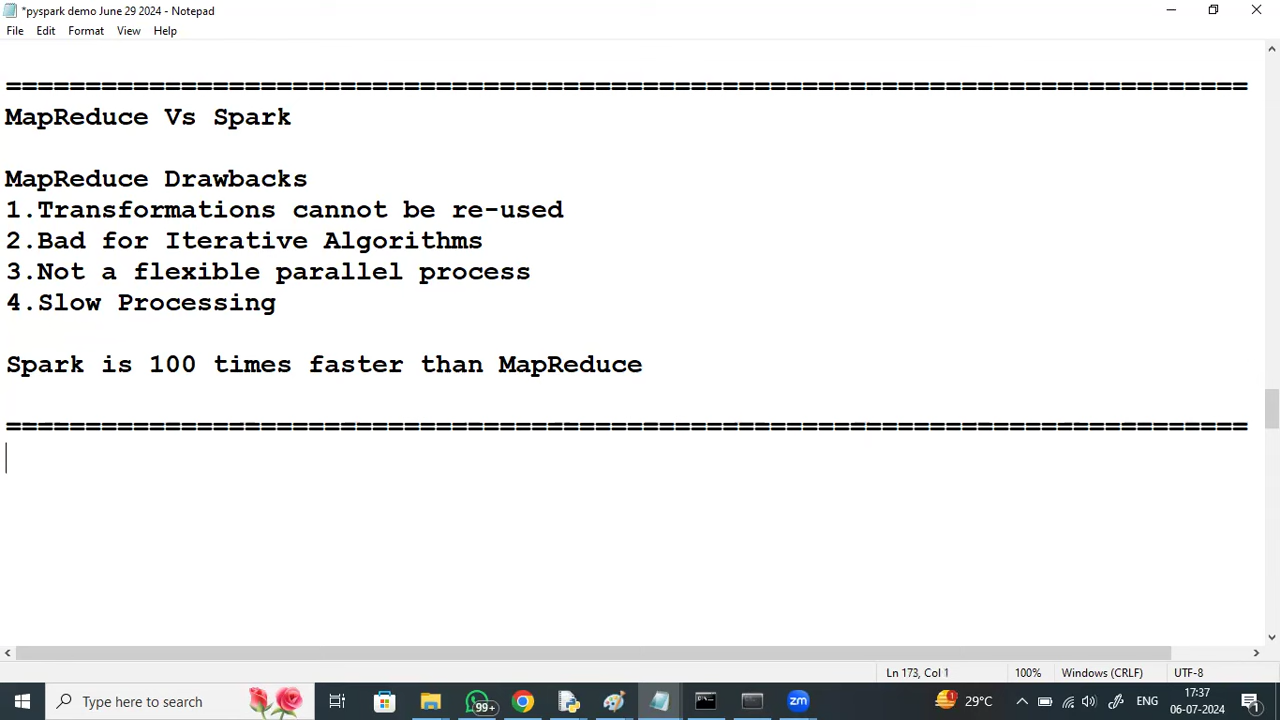 *pyspark demo June 29 2024 - Notepad
File Edit Format View Help
==============================================================================
MapReduce Vs Spark
MapReduce Drawbacks
1.Transformations cannot be re-used
2.Bad for Iterative Algorithms
3.Not a flexible parallel process
4.Slow Processing
Spark is 100 times faster than MapReduce
==============================================================================
Ln 173, Col 1 100% Windows (CRLF) UTF-8
Type here to search 99+ zm 29°C ENG 17:37
06-07-2024 1